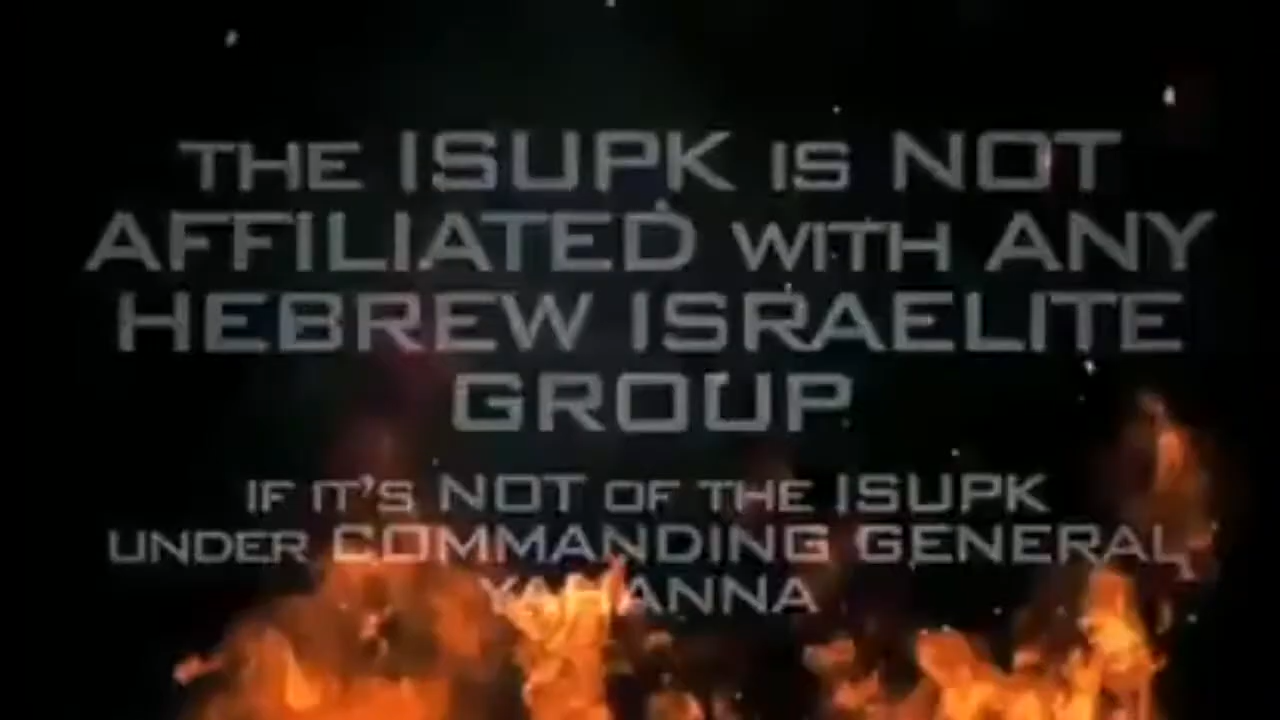 THE ISUPK IS NOT
AFFILIATED WITH ANY
HEBREW ISRAELITE
GROUP
IF IT'S NOT OF THE ISUPK
UNDER COMMANDING GENERAL
YAHANNA